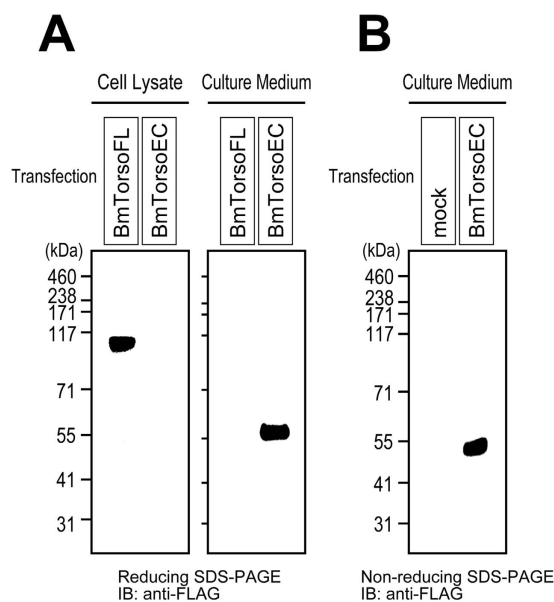 A
Cell Lysate
Culture Medium
Transfection
BmTorsoFL
BmTorsoEC
BmTorsoFL
BmTorsoEC
(kDa)
460
238
171
117
71
55
41
31
Reducing SDS-PAGE
IB: anti-FLAG
B
Culture Medium
Transfection
mock
BmTorsoEC
(kDa)
460
238
171
117
71
55
41
31
Non-reducing SDS-PAGE
IB: anti-FLAG